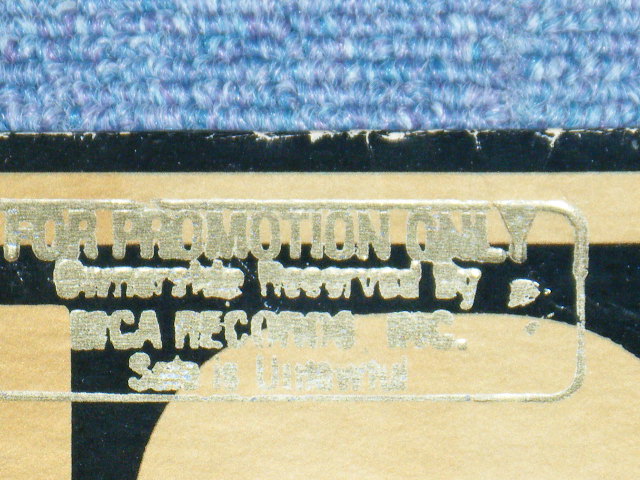 FOR PROMOTION ONLY
Ownership Reserved By
MCA RECORDS INC.
Sale is Unlawful